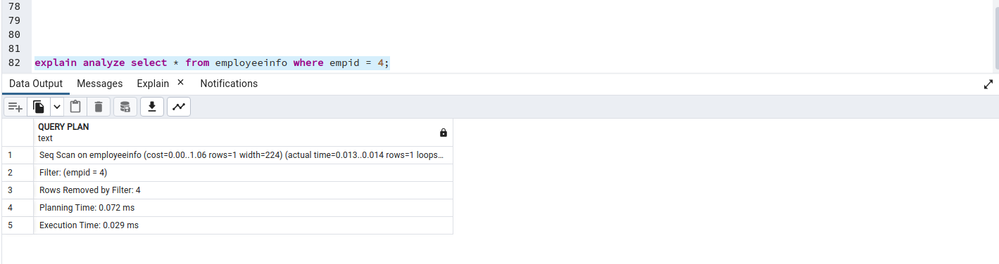 78
79
80
81
82 explain analyze select * from employeeinfo where empid = 4;
Data Output Messages Explain × Notifications
QUERY PLAN
text
1 Seq Scan on employeeinfo (cost=0.00..1.06 rows=1 width=224) (actual time=0.013..0.014 rows=1 loops…
2 Filter: (empid = 4)
3 Rows Removed by Filter: 4
4 Planning Time: 0.072 ms
5 Execution Time: 0.029 ms